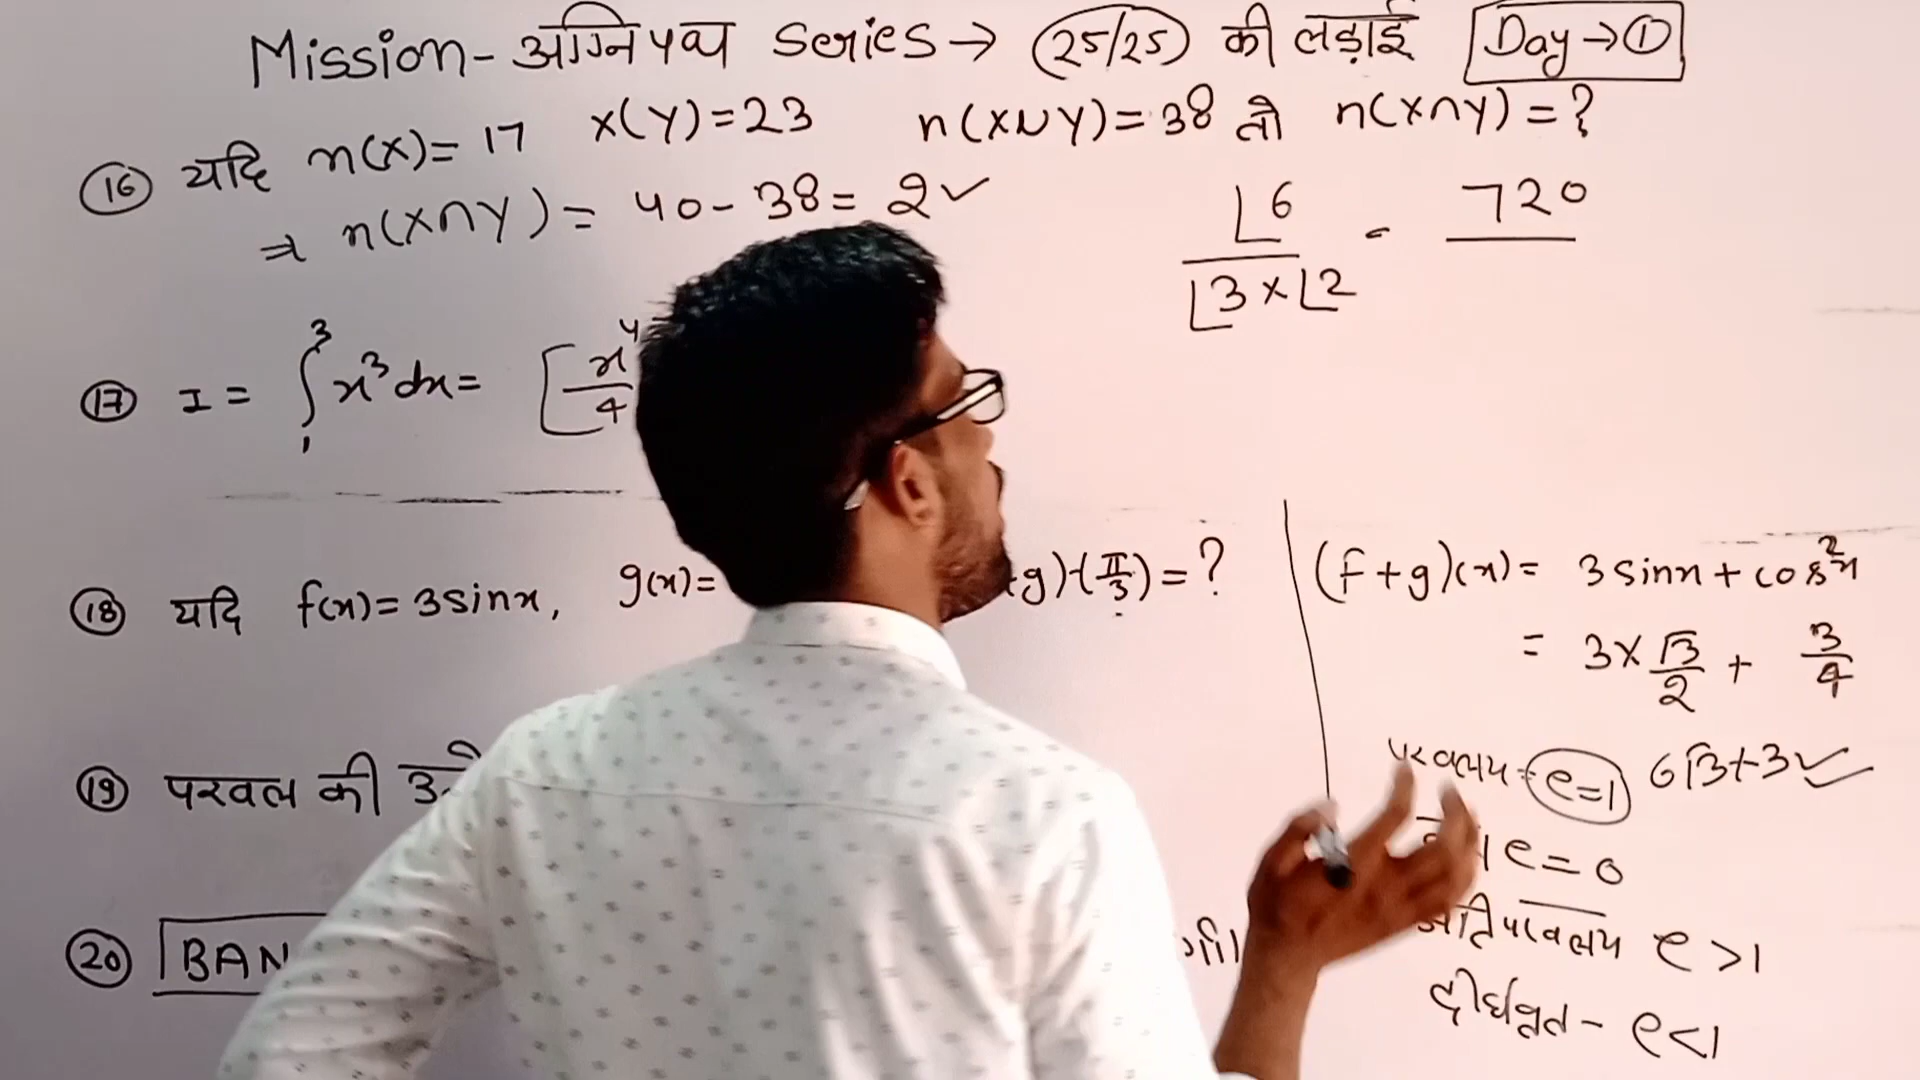 Mission - अग्निपथ Series → (25/25) की लड़ाई Day → ①
⑯ यदि n(X) = 17 x(Y) = 23 n(X∪Y) = 38 तो n(X∩Y) = ?
⇒ n(X∩Y) = 40 - 38 = 2 ✓
⌊6 / ⌊3 × ⌊2 = 720
⑰ I = ∫₁³ x³ dx = [x⁴/4
⑱ यदि f(x) = 3sinx, g(x) = +g)·(π/3) = ?
(f+g)(x) = 3sinx + cos²x
= 3×√3/2 + 3/4
6√3+3 ✓
⑲ परवल की
परवलय - e=1
e = 0
अतिपरवलय e > 1
दीर्घवृत - e < 1
⑳ BAN